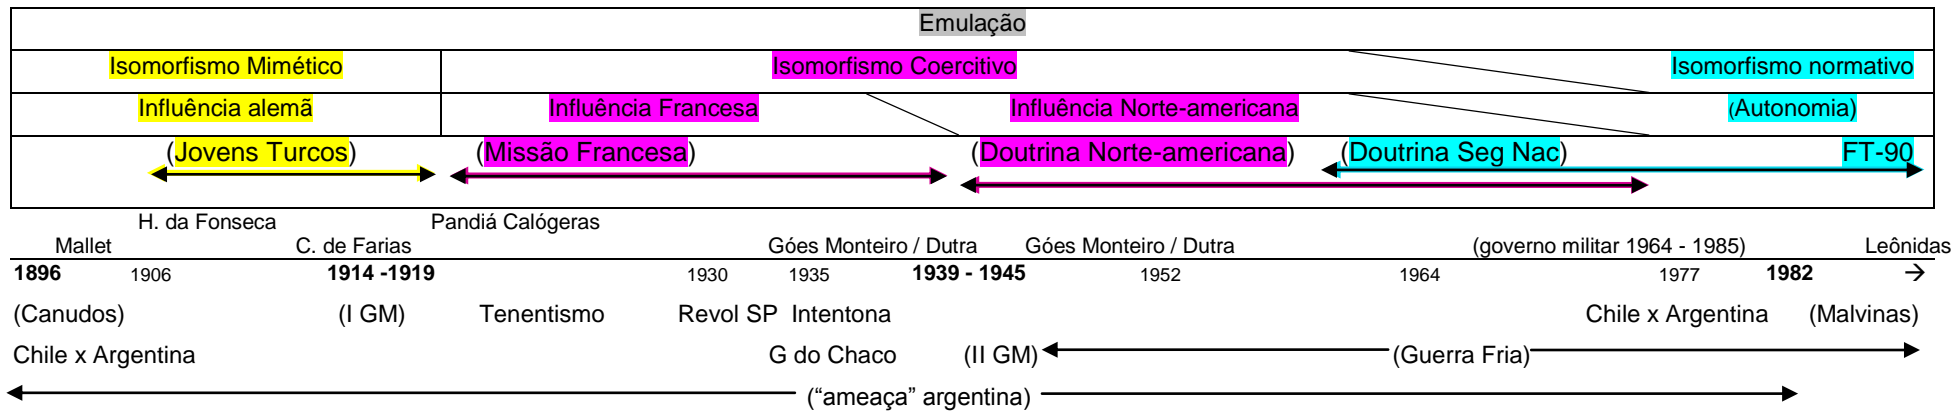 Emulação
Isomorfismo Mimético Isomorfismo Coercitivo Isomorfismo normativo
Influência alemã Influência Francesa Influência Norte-americana (Autonomia)
(Jovens Turcos) (Missão Francesa) (Doutrina Norte-americana) (Doutrina Seg Nac) FT-90
H. da Fonseca Pandiá Calógeras
Mallet C. de Farias Góes Monteiro / Dutra Góes Monteiro / Dutra (governo militar 1964 - 1985) Leônidas
1896 1906 1914 -1919 1930 1935 1939 - 1945 1952 1964 1977 1982 →
(Canudos) (I GM) Tenentismo Revol SP Intentona Chile x Argentina (Malvinas)
Chile x Argentina G do Chaco (II GM) (Guerra Fria)
(“ameaça” argentina)